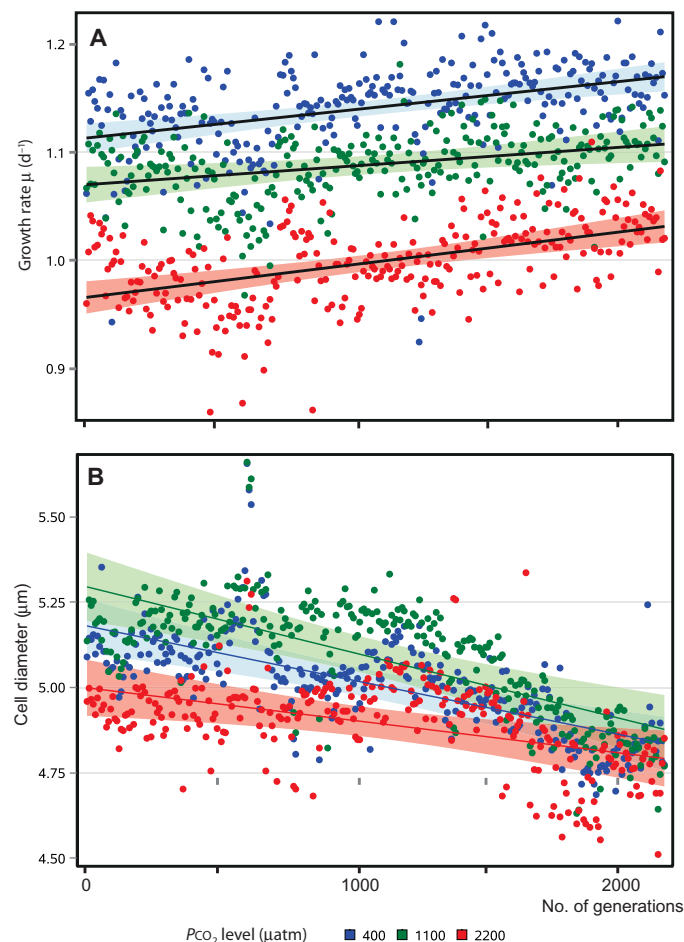 A
1.2
1.1
1.0
0.9
Growth rate μ (d⁻¹)
B
5.50
5.25
5.00
4.75
4.50
Cell diameter (μm)
0 1000 2000
No. of generations
PCO₂ level (μatm) 400 1100 2200